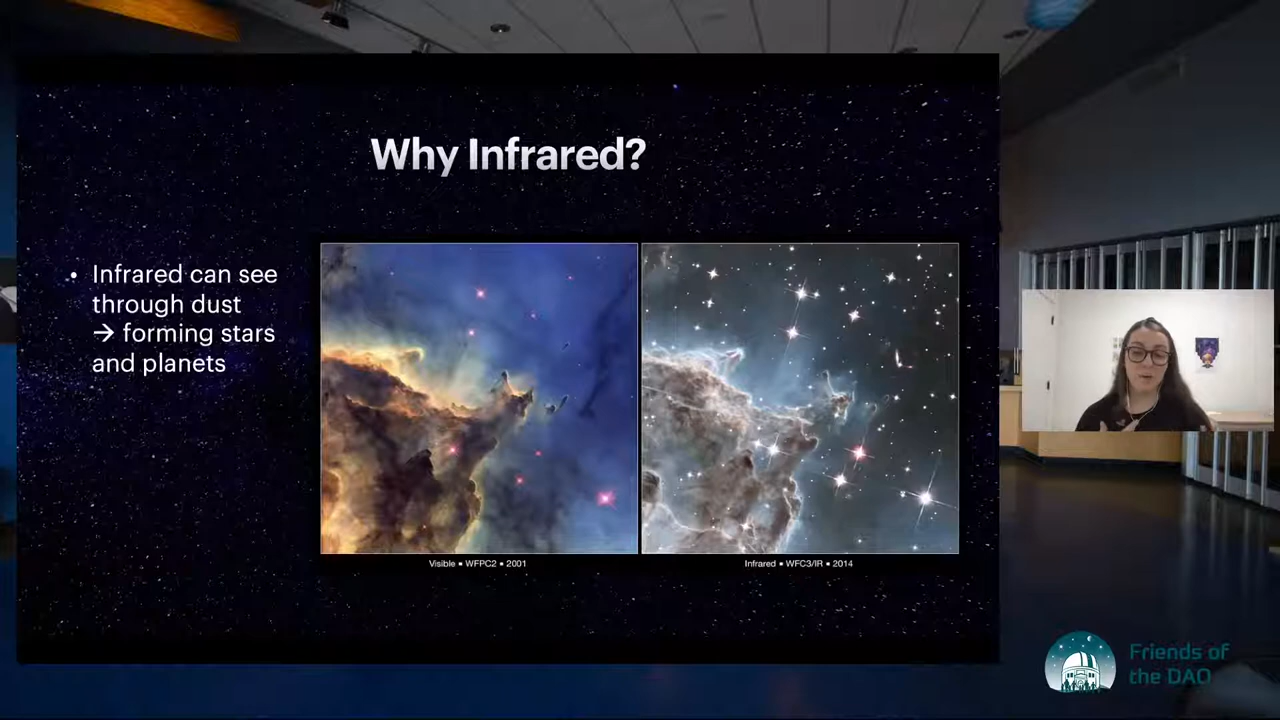 Why Infrared?
• Infrared can see
through dust
→ forming stars
and planets
Visible ▪ WFPC2 ▪ 2001
Infrared ▪ WFC3/IR ▪ 2014
Friends of
the DAO